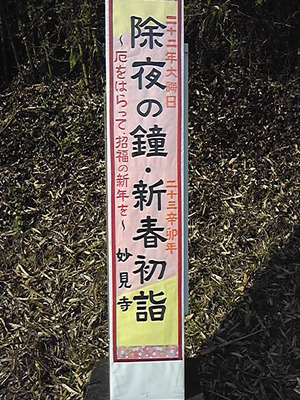 二十二年大晦日 二十三辛卯年
除夜の鐘・新春初詣
～厄をはらって、招福の新年を～
妙見寺